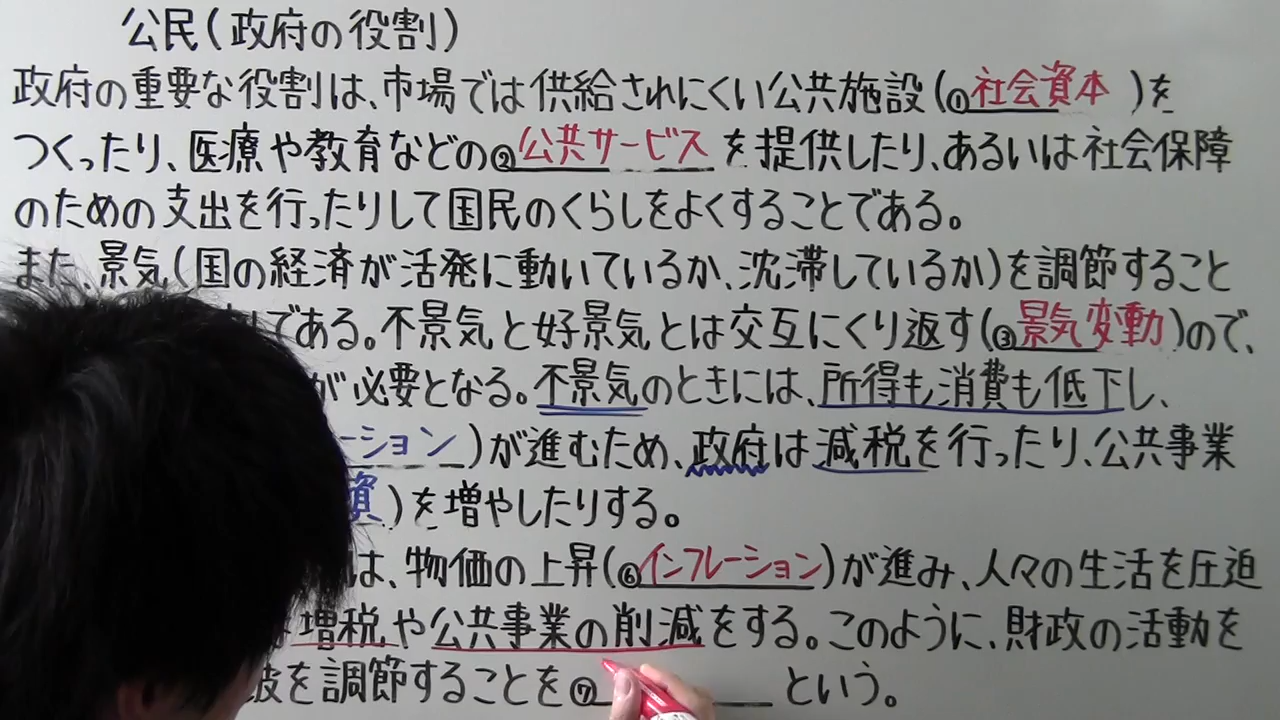 公民(政府の役割)
政府の重要な役割は、市場では供給されにくい公共施設(①社会資本)を
つくったり、医療や教育などの②公共サービスを提供したり、あるいは社会保障
のための支出を行ったりして国民のくらしをよくすることである。
また、景気(国の経済が活発に動いているか、沈滞しているか)を調節すること
である。不景気と好景気とは交互にくり返す(③景気変動)ので、
が必要となる。不景気のときには、所得も消費も低下し、
ーション)が進むため、政府は減税を行ったり、公共事業
資)を増やしたりする。
は、物価の上昇(⑥インフレーション)が進み、人々の生活を圧迫
増税や公共事業の削減をする。このように、財政の活動を
波を調節することを⑦ という。